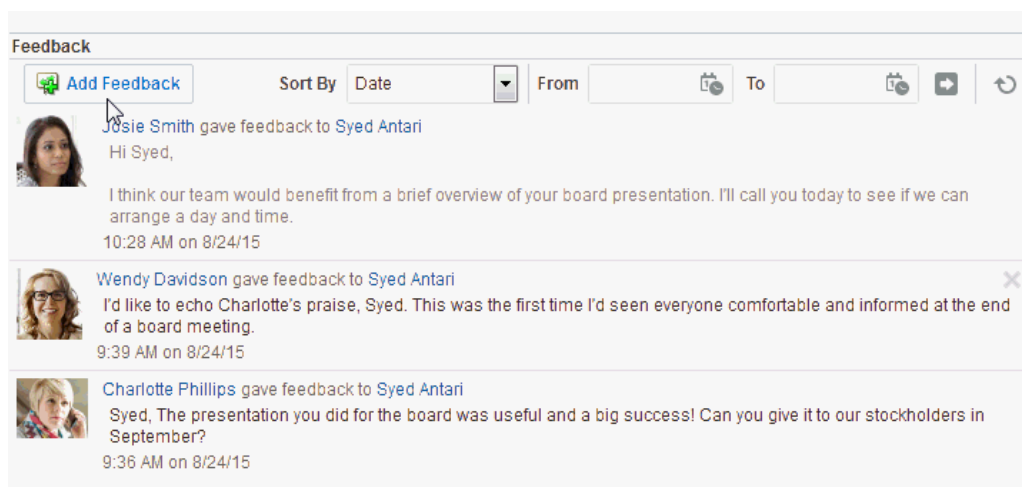 Feedback
Add Feedback Sort By Date From To
Josie Smith gave feedback to Syed Antari
Hi Syed,
I think our team would benefit from a brief overview of your board presentation. I'll call you today to see if we can
arrange a day and time.
10:28 AM on 8/24/15
Wendy Davidson gave feedback to Syed Antari
I'd like to echo Charlotte's praise, Syed. This was the first time I'd seen everyone comfortable and informed at the end
of a board meeting.
9:39 AM on 8/24/15
Charlotte Phillips gave feedback to Syed Antari
Syed, The presentation you did for the board was useful and a big success! Can you give it to our stockholders in
September?
9:36 AM on 8/24/15